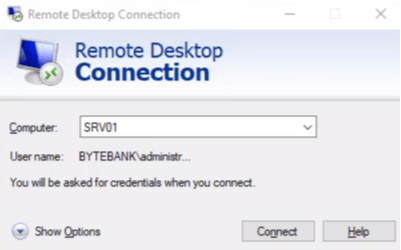 Remote Desktop Connection
Remote Desktop
Connection
Computer: SRV01
User name: BYTEBANK\administr...
You will be asked for credentials when you connect.
Show Options Connect Help